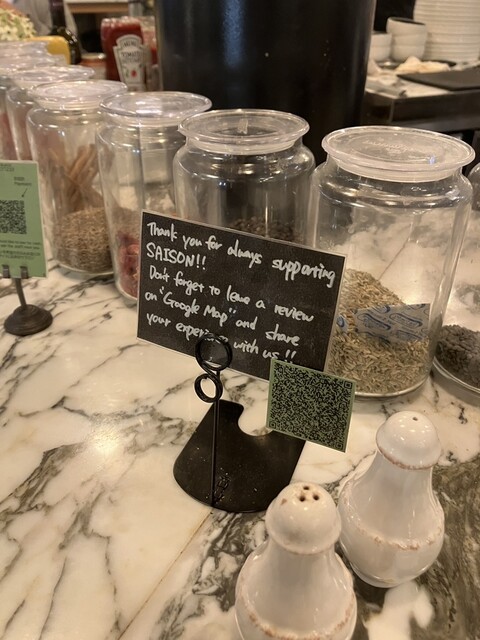 HEINZ
Thank you for always supporting
SAISON!!
Don't forget to leave a review
on "Google Map" and share
your with us !!